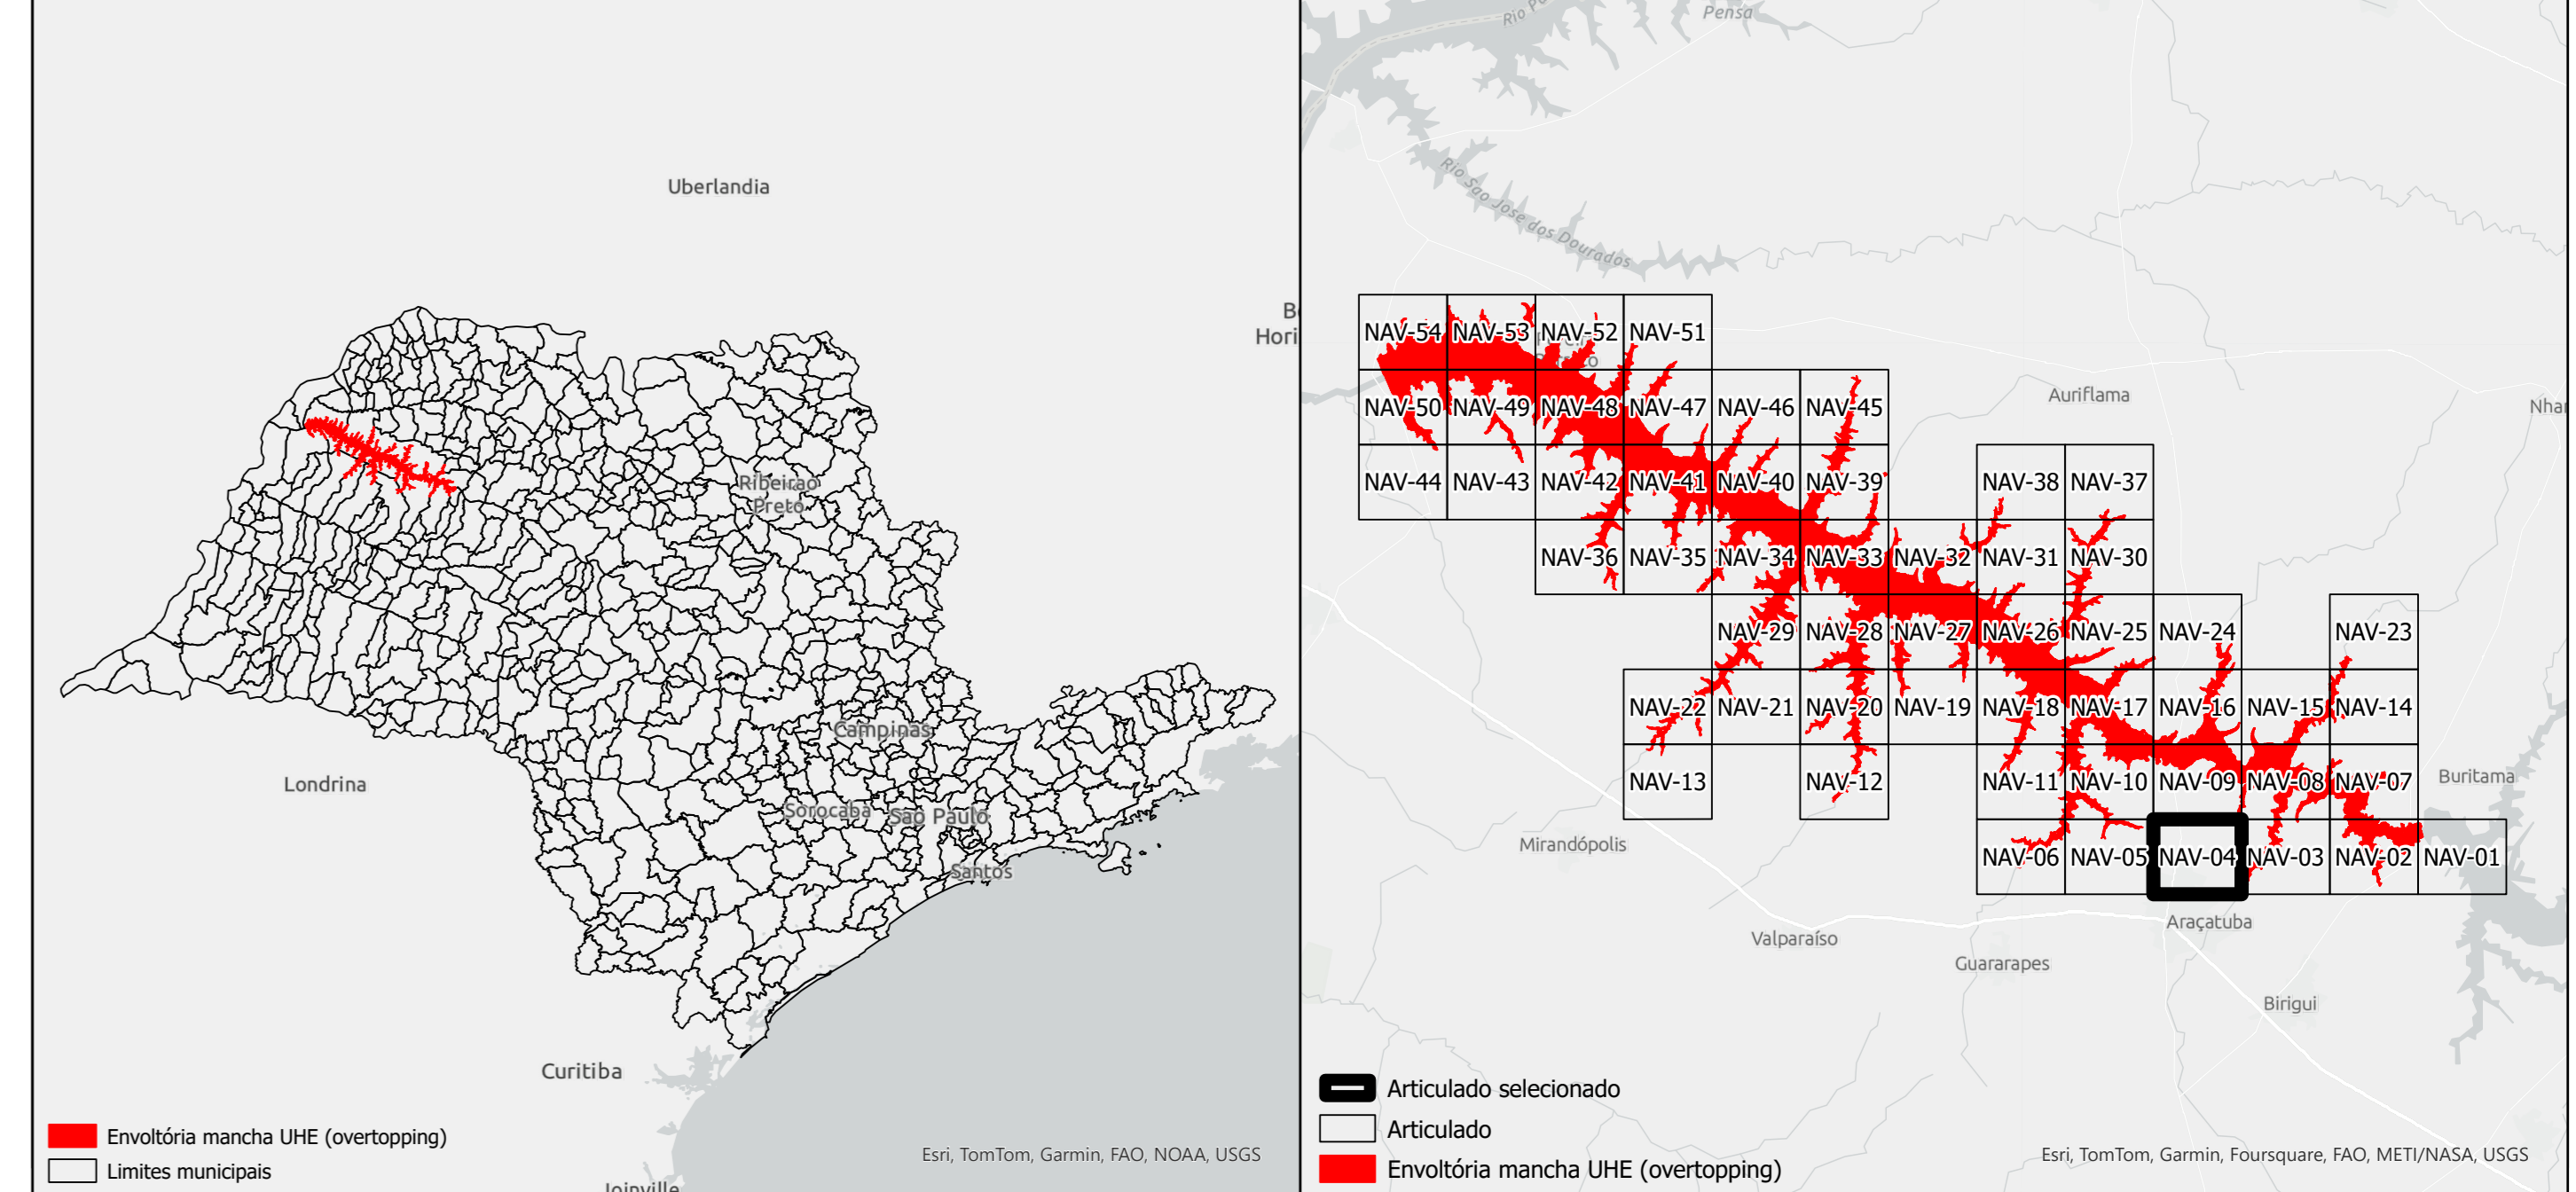 Uberlandia
Ribeirao
Preto
Campinas
Sorocaba
Sao Paulo
Santos
Londrina
Curitiba
Joinville
Hori
Envoltória mancha UHE (overtopping)
Limites municipais
Esri, TomTom, Garmin, FAO, NOAA, USGS
Pensa
Rio Sao Jose dos Dourados
NAV-54 NAV-53 NAV-52 NAV-51
Auriflama
NAV-50 NAV-49 NAV-48 NAV-47 NAV-46 NAV-45
NAV-44 NAV-43 NAV-42 NAV-41 NAV-40 NAV-39 NAV-38 NAV-37
NAV-36 NAV-35 NAV-34 NAV-33 NAV-32 NAV-31 NAV-30
NAV-29 NAV-28 NAV-27 NAV-26 NAV-25 NAV-24 NAV-23
NAV-22 NAV-21 NAV-20 NAV-19 NAV-18 NAV-17 NAV-16 NAV-15 NAV-14
NAV-13 NAV-12 NAV-11 NAV-10 NAV-09 NAV-08 NAV-07
Buritama
Mirandópolis
NAV-06 NAV-05 NAV-04 NAV-03 NAV-02 NAV-01
Araçatuba
Valparaíso
Guararapes
Birigui
Articulado selecionado
Articulado
Envoltória mancha UHE (overtopping)
Esri, TomTom, Garmin, Foursquare, FAO, METI/NASA, USGS